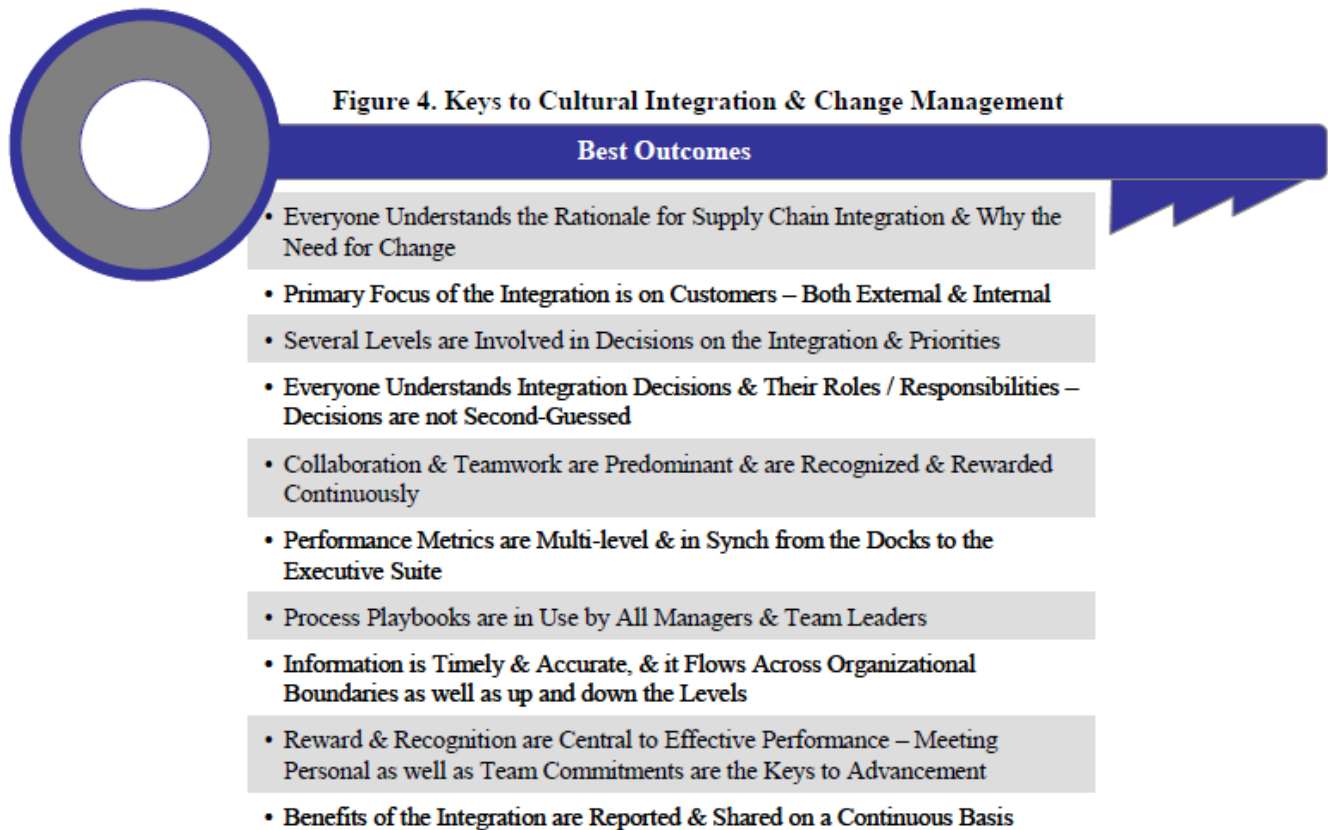 Figure 4. Keys to Cultural Integration & Change Management
Best Outcomes
• Everyone Understands the Rationale for Supply Chain Integration & Why the
Need for Change
• Primary Focus of the Integration is on Customers – Both External & Internal
• Several Levels are Involved in Decisions on the Integration & Priorities
• Everyone Understands Integration Decisions & Their Roles / Responsibilities –
Decisions are not Second-Guessed
• Collaboration & Teamwork are Predominant & are Recognized & Rewarded
Continuously
• Performance Metrics are Multi-level & in Synch from the Docks to the
Executive Suite
• Process Playbooks are in Use by All Managers & Team Leaders
• Information is Timely & Accurate, & it Flows Across Organizational
Boundaries as well as up and down the Levels
• Reward & Recognition are Central to Effective Performance – Meeting
Personal as well as Team Commitments are the Keys to Advancement
• Benefits of the Integration are Reported & Shared on a Continuous Basis